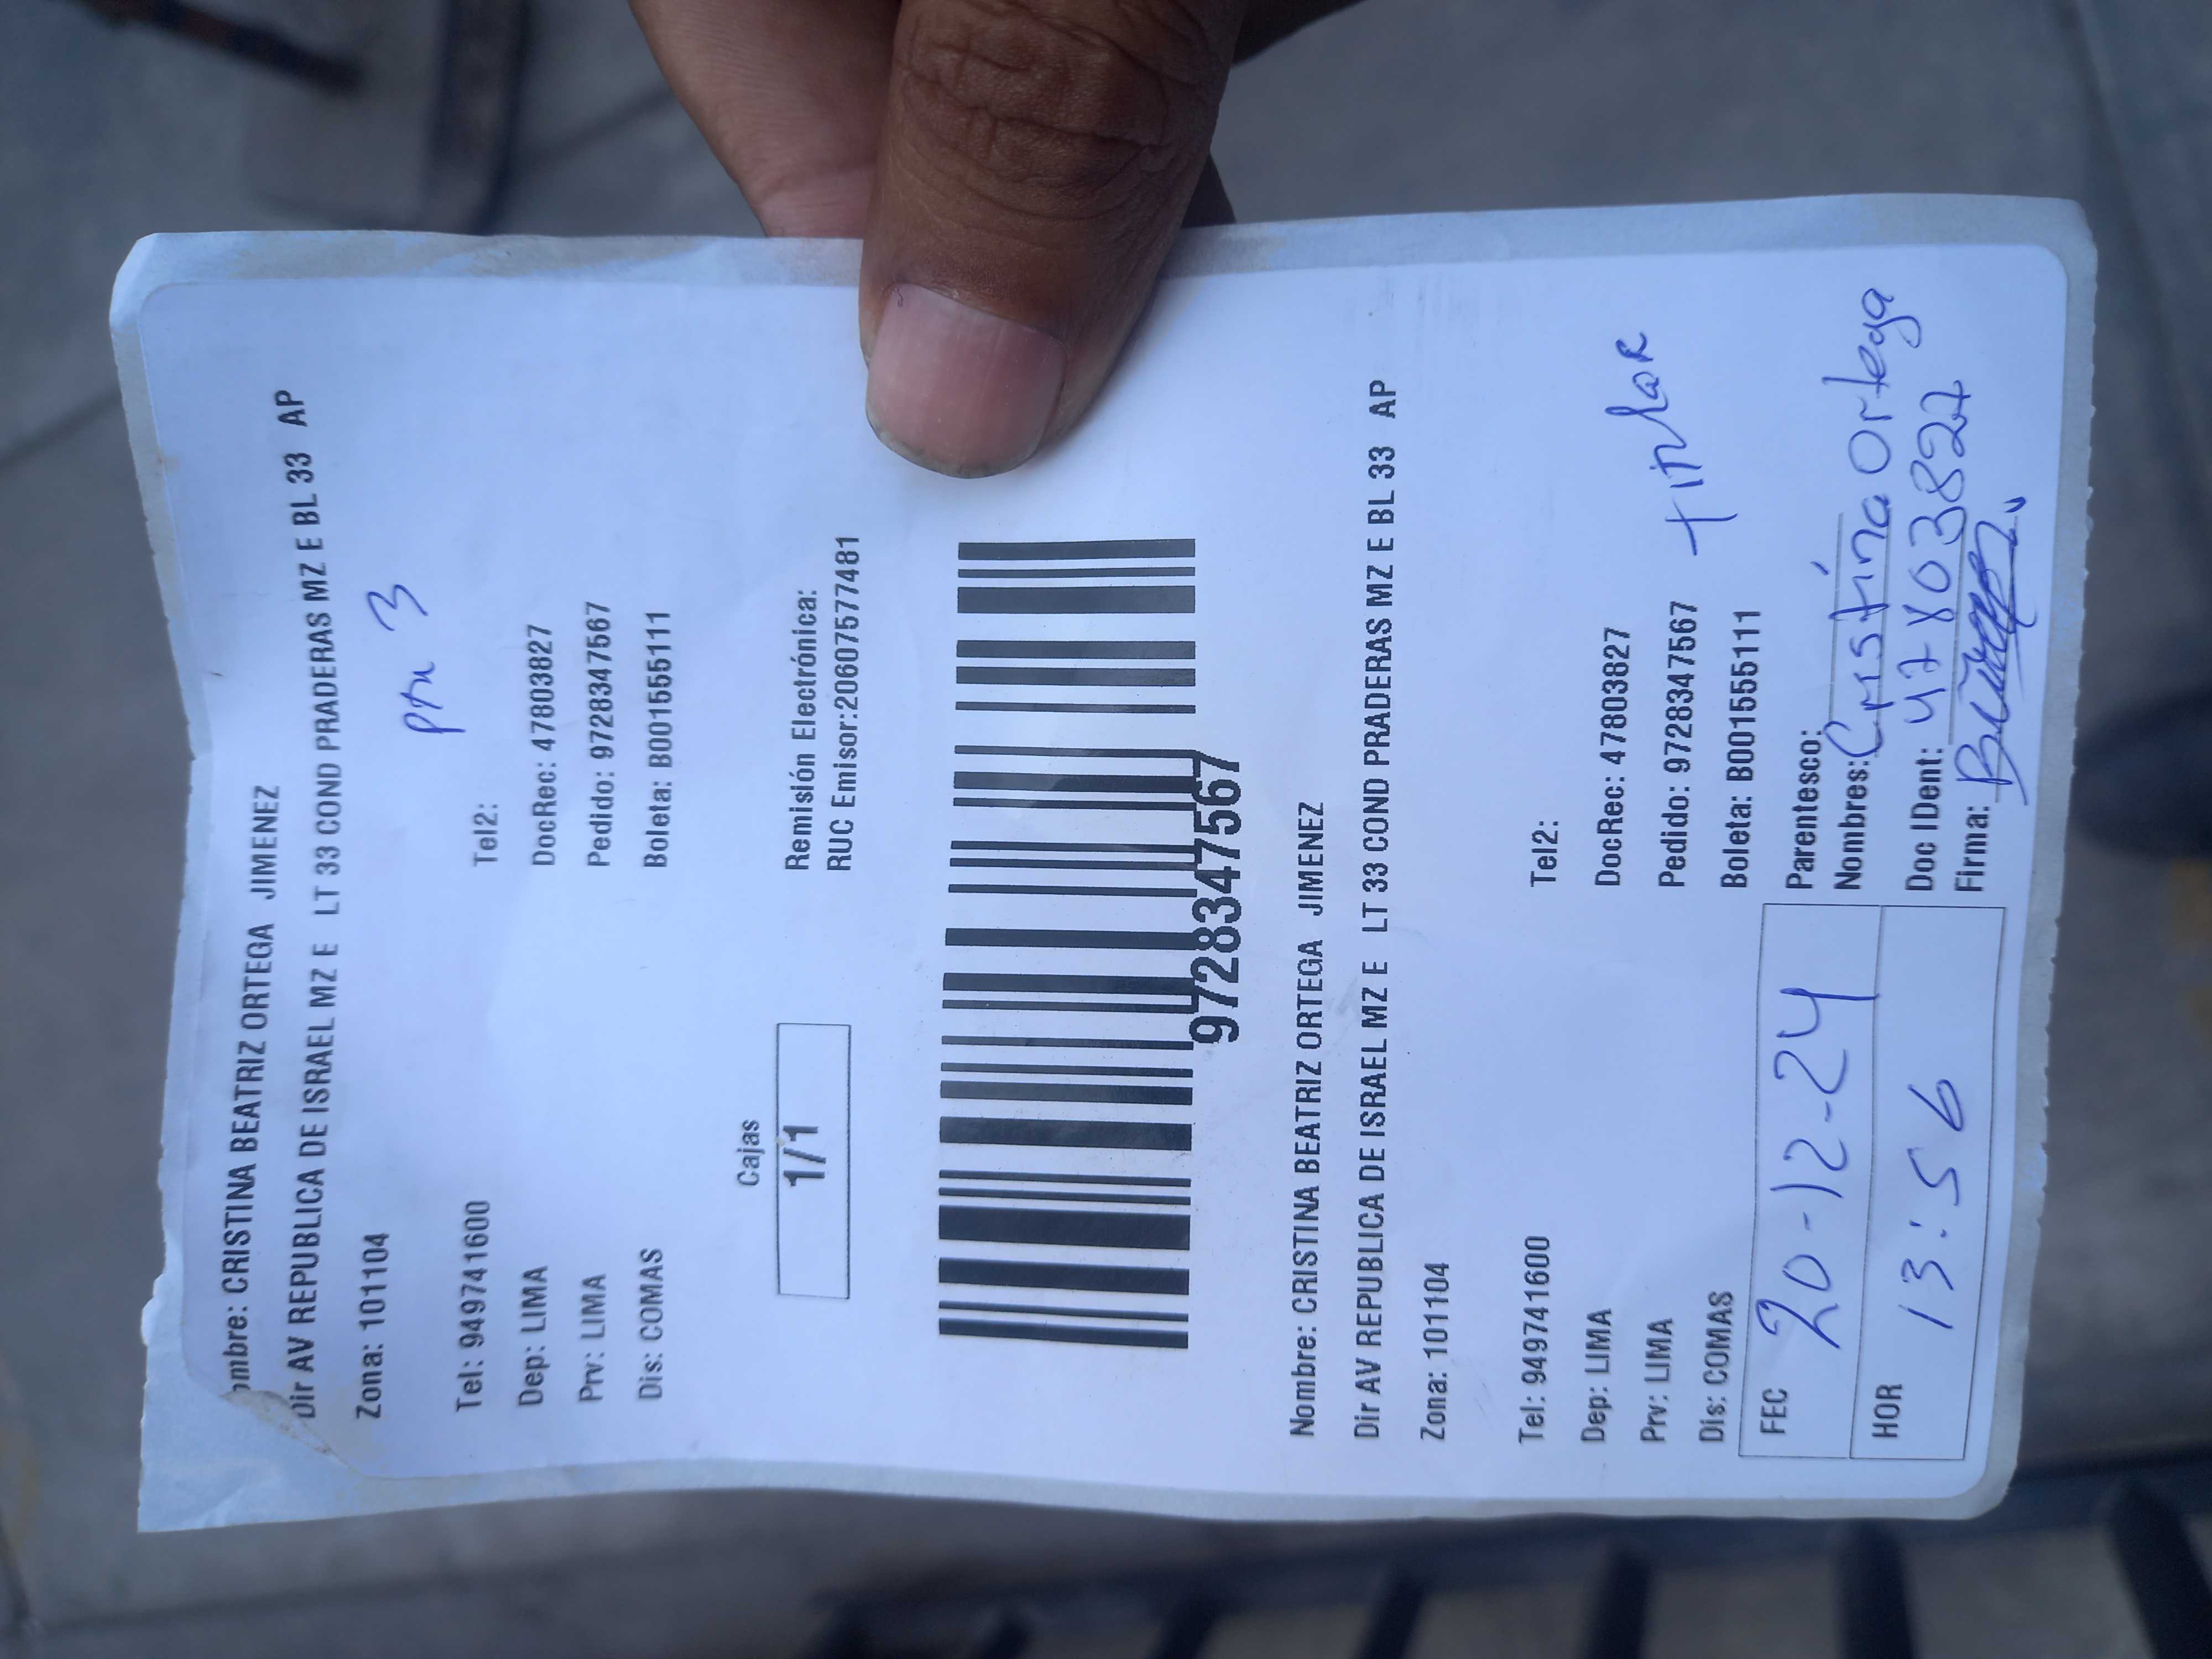 ombre: CRISTINA BEATRIZ ORTEGA JIMENEZ
Dir AV REPUBLICA DE ISRAEL MZ E LT 33 COND PRADERAS MZ E BL 33 AP
Zona: 101104
3
Tel: 949741600 Tel2:
Dep: LIMA DocRec: 47803827
Prv: LIMA Pedido: 9728347567
Dis: COMAS Boleta: B001555111
Cajas
1/1
Remisión Electrónica:
RUC Emisor:20607577481
9728347567
Nombre: CRISTINA BEATRIZ ORTEGA JIMENEZ
Dir AV REPUBLICA DE ISRAEL MZ E LT 33 COND PRADERAS MZ E BL 33 AP
Zona: 101104
Tel: 949741600 Tel2:
Dep: LIMA DocRec: 47803827
Prv: LIMA Pedido: 9728347567
titular
Dis: COMAS Boleta: B001555111
FEC 20-12-24
HOR 13:56
Parentesco:
Nombres: Cristina Ortega
Doc IDent: 47803827
Firma: